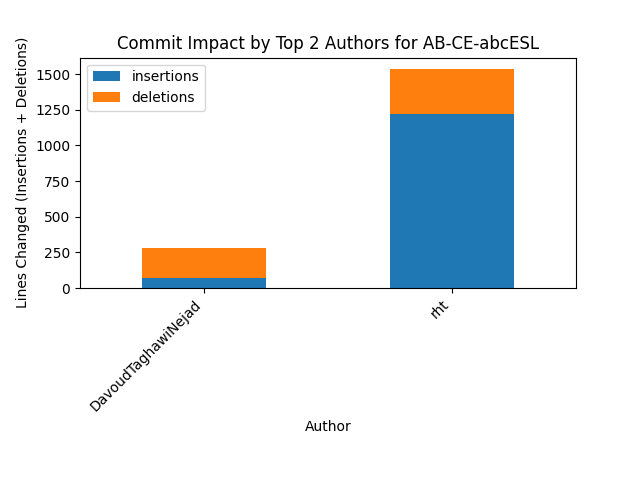 Commit Impact by Top 2 Authors for AB-CE-abcESL
Lines Changed (Insertions + Deletions)
1500
1250
1000
750
500
250
0
insertions
deletions
DavoudTaghawiNejad
rht
Author